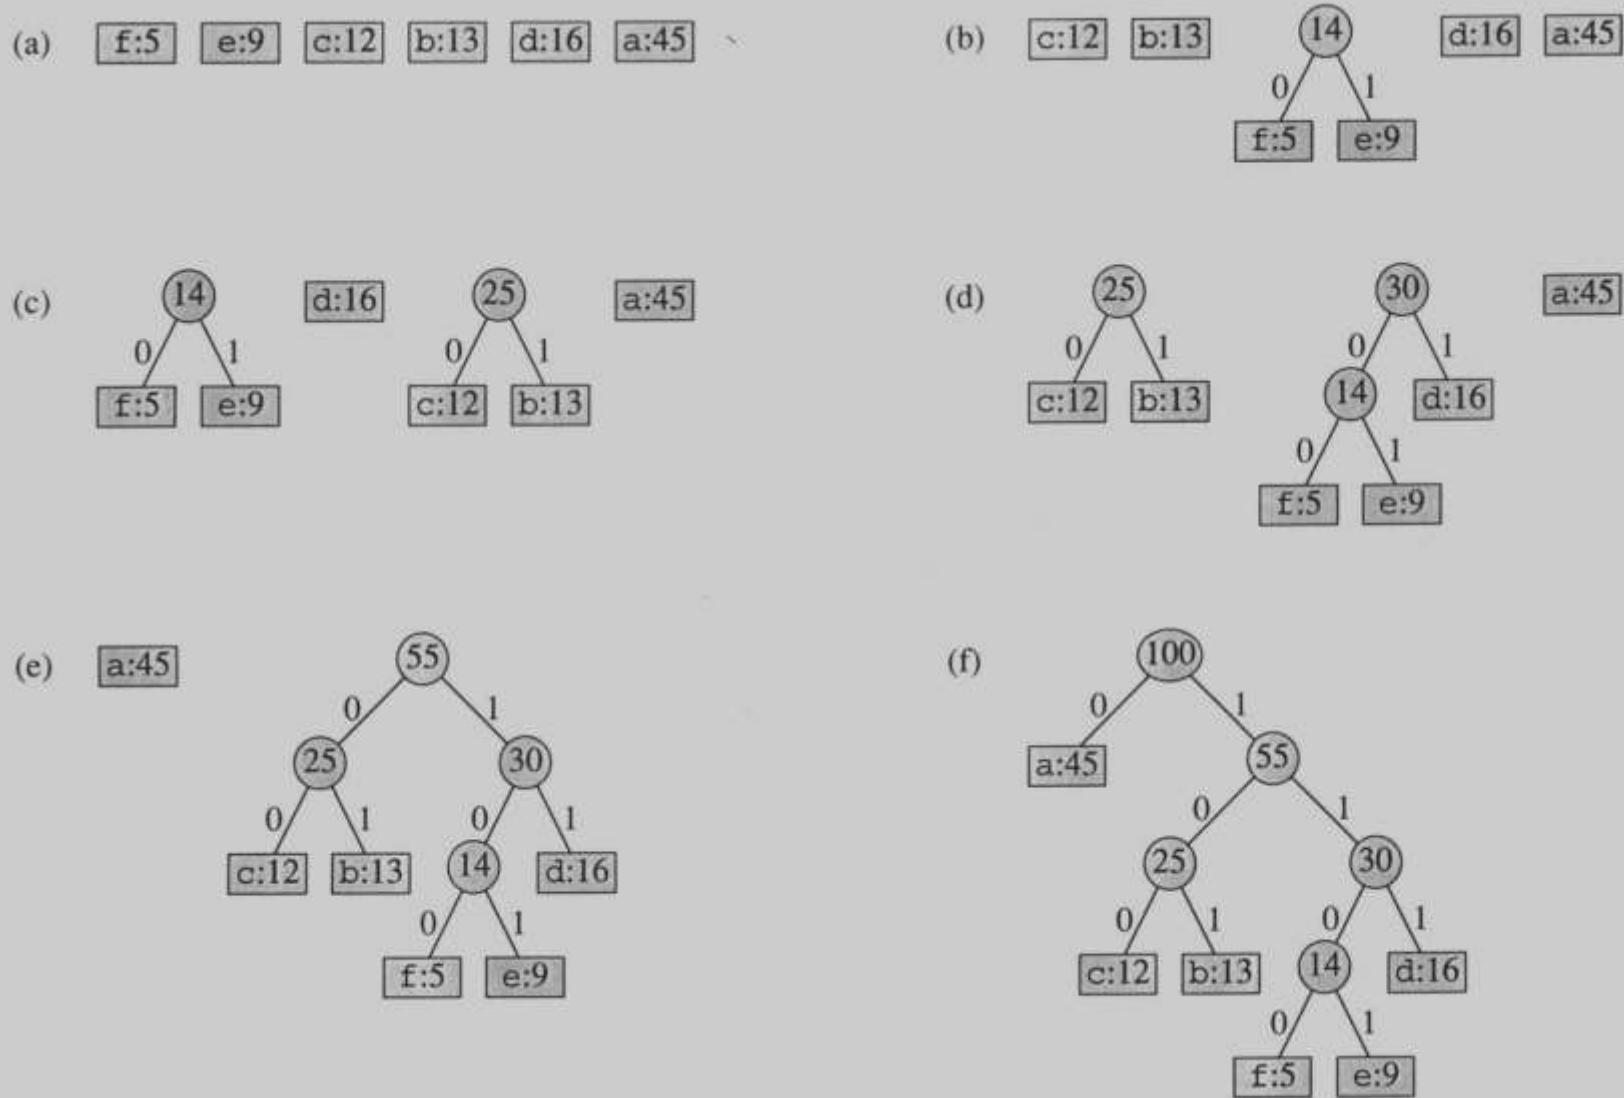 (a) f:5 e:9 c:12 b:13 d:16 a:45
(b) c:12 b:13 14 d:16 a:45
0 1
f:5 e:9
(c) 14 d:16 25 a:45
0 1 0 1
f:5 e:9 c:12 b:13
(d) 25 30 a:45
0 1 0 1
c:12 b:13 14 d:16
0 1
f:5 e:9
(e) a:45 55
0 1
25 30
0 1 0 1
c:12 b:13 14 d:16
0 1
f:5 e:9
(f) 100
0 1
a:45 55
0 1
25 30
0 1 0 1
c:12 b:13 14 d:16
0 1
f:5 e:9